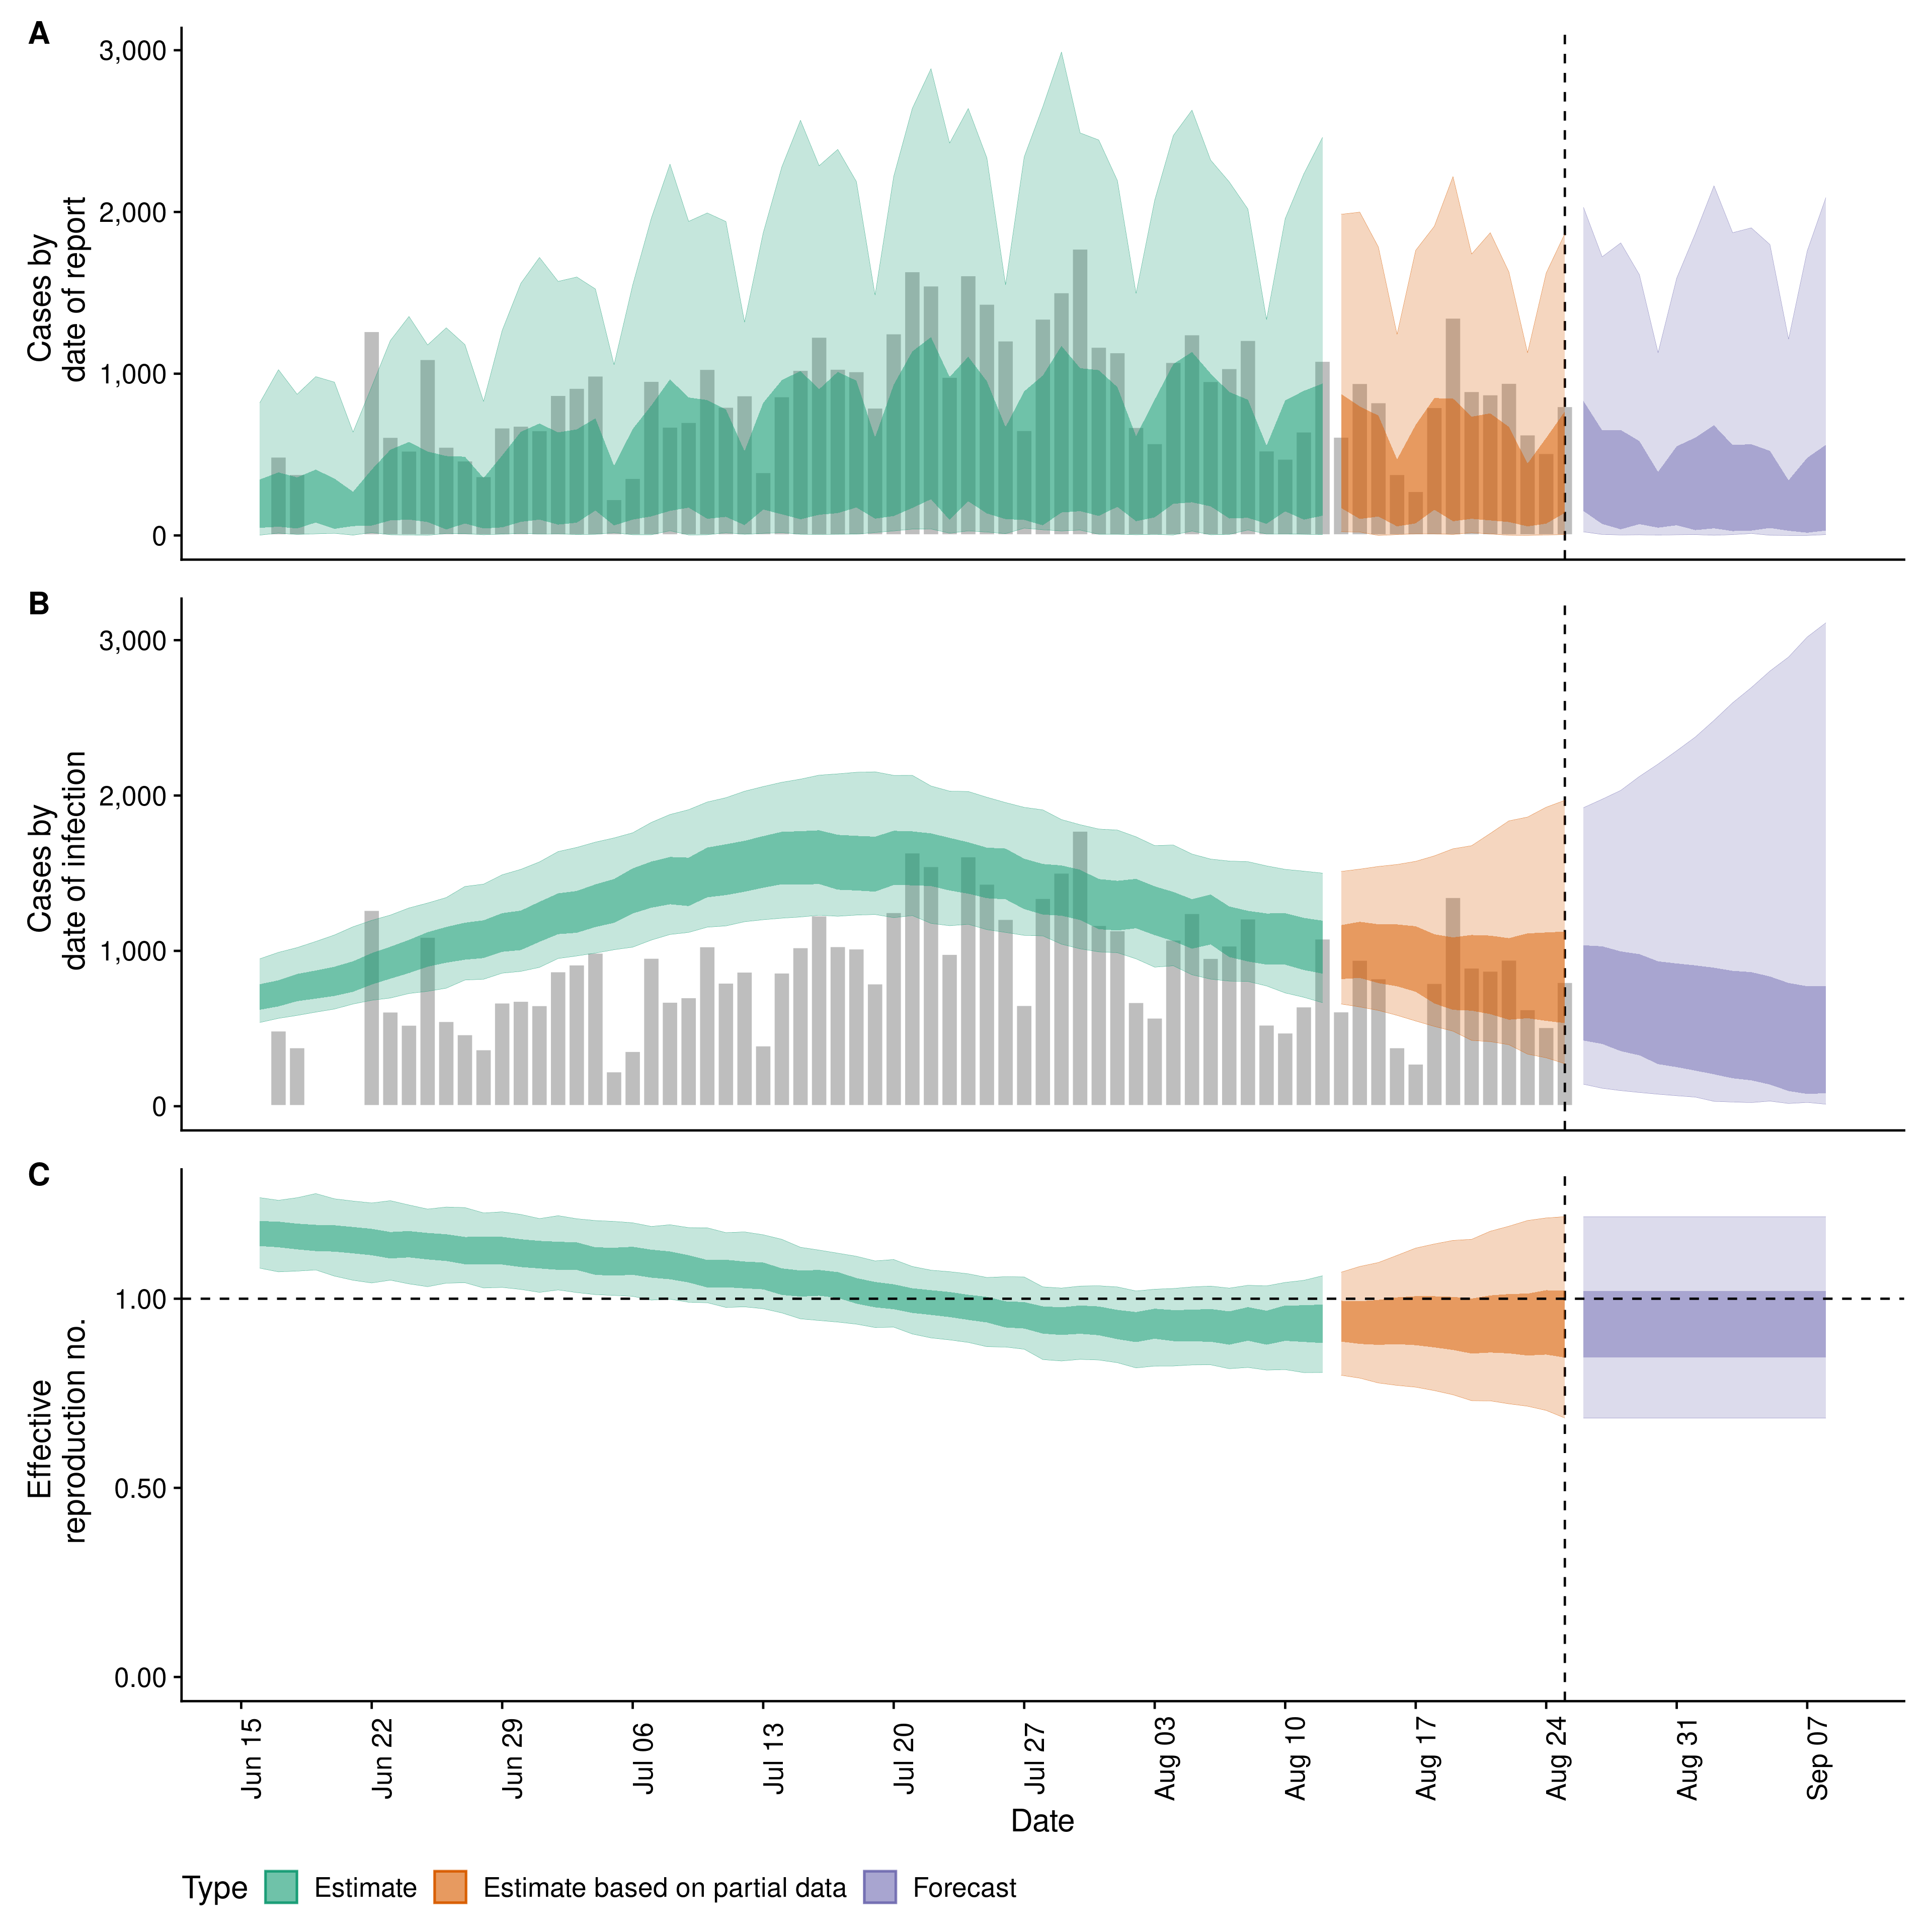 A
3,000
2,000
1,000
0
Cases by
date of report
B
3,000
2,000
1,000
0
Cases by
date of infection
C
1.00
0.50
0.00
Effective
reproduction no.
Jun 15
Jun 22
Jun 29
Jul 06
Jul 13
Jul 20
Jul 27
Aug 03
Aug 10
Aug 17
Aug 24
Aug 31
Sep 07
Date
Type
Estimate
Estimate based on partial data
Forecast